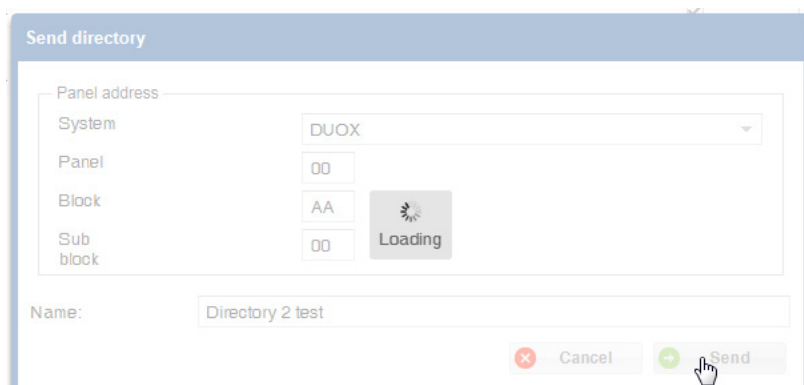 Send directory
Panel address
System DUOX
Panel 00
Block AA
Loading
Sub block 00
Name: Directory 2 test
Cancel Send